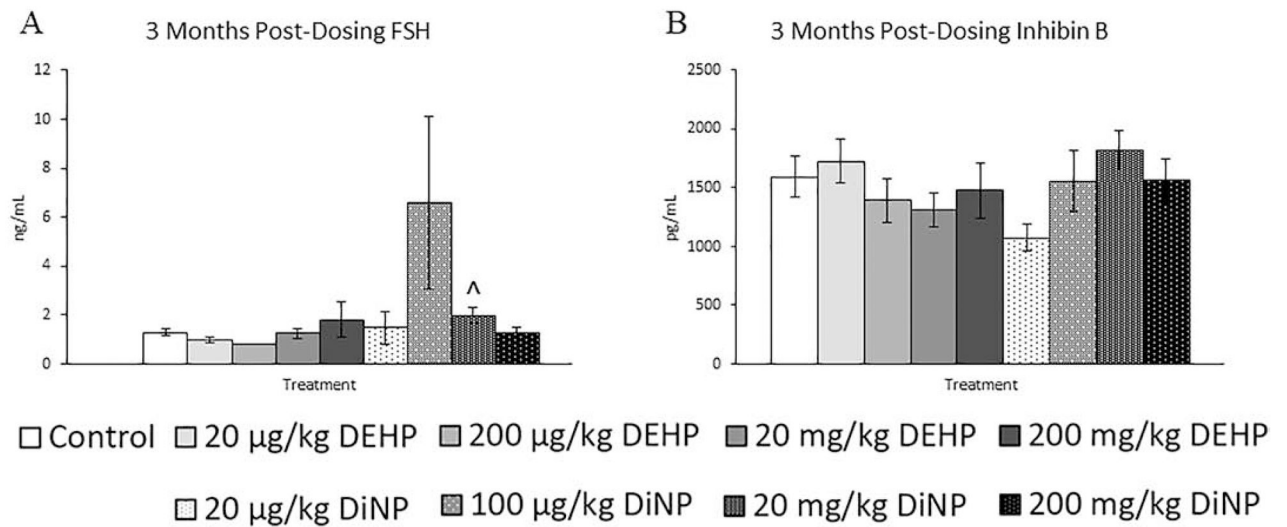 A
3 Months Post-Dosing FSH
12
10
8
6
4
2
0
ng/mL
^
Treatment
B
3 Months Post-Dosing Inhibin B
2500
2000
1500
1000
500
0
pg/mL
Treatment
Control 20 µg/kg DEHP 200 µg/kg DEHP 20 mg/kg DEHP 200 mg/kg DEHP
20 µg/kg DiNP 100 µg/kg DiNP 20 mg/kg DiNP 200 mg/kg DiNP